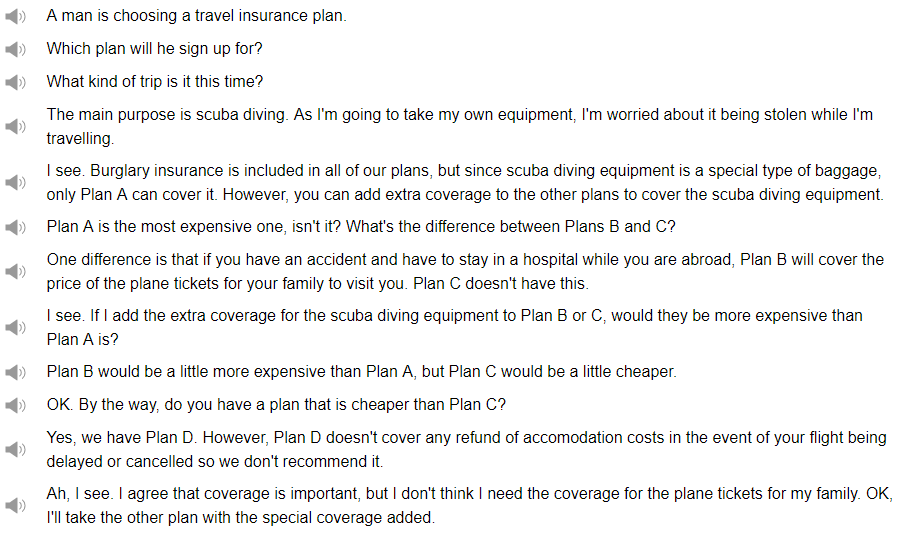 A man is choosing a travel insurance plan.
Which plan will he sign up for?
What kind of trip is it this time?
The main purpose is scuba diving. As I'm going to take my own equipment, I'm worried about it being stolen while I'm
travelling.
I see. Burglary insurance is included in all of our plans, but since scuba diving equipment is a special type of baggage,
only Plan A can cover it. However, you can add extra coverage to the other plans to cover the scuba diving equipment.
Plan A is the most expensive one, isn't it? What's the difference between Plans B and C?
One difference is that if you have an accident and have to stay in a hospital while you are abroad, Plan B will cover the
price of the plane tickets for your family to visit you. Plan C doesn't have this.
I see. If I add the extra coverage for the scuba diving equipment to Plan B or C, would they be more expensive than
Plan A is?
Plan B would be a little more expensive than Plan A, but Plan C would be a little cheaper.
OK. By the way, do you have a plan that is cheaper than Plan C?
Yes, we have Plan D. However, Plan D doesn't cover any refund of accomodation costs in the event of your flight being
delayed or cancelled so we don't recommend it.
Ah, I see. I agree that coverage is important, but I don't think I need the coverage for the plane tickets for my family. OK,
I'll take the other plan with the special coverage added.